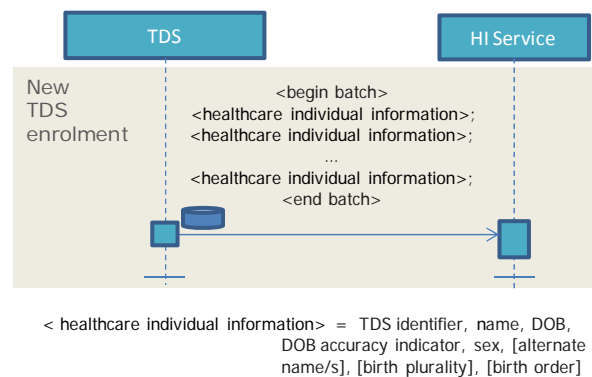 TDS
HI Service
New
TDS
enrolment
<begin batch>
<healthcare individual information>;
<healthcare individual information>;
...
<healthcare individual information>;
<end batch>
< healthcare individual information> = TDS identifier, name, DOB,
DOB accuracy indicator, sex, [alternate
name/s], [birth plurality], [birth order]